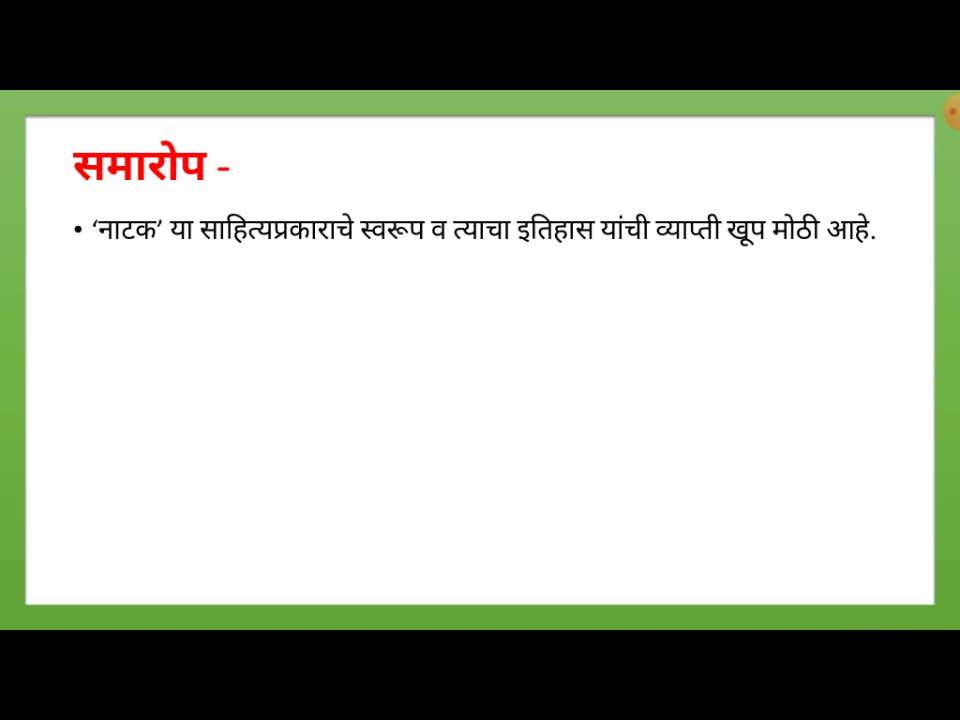 समारोप -
• ‘नाटक’ या साहित्यप्रकाराचे स्वरूप व त्याचा इतिहास यांची व्याप्ती खूप मोठी आहे.